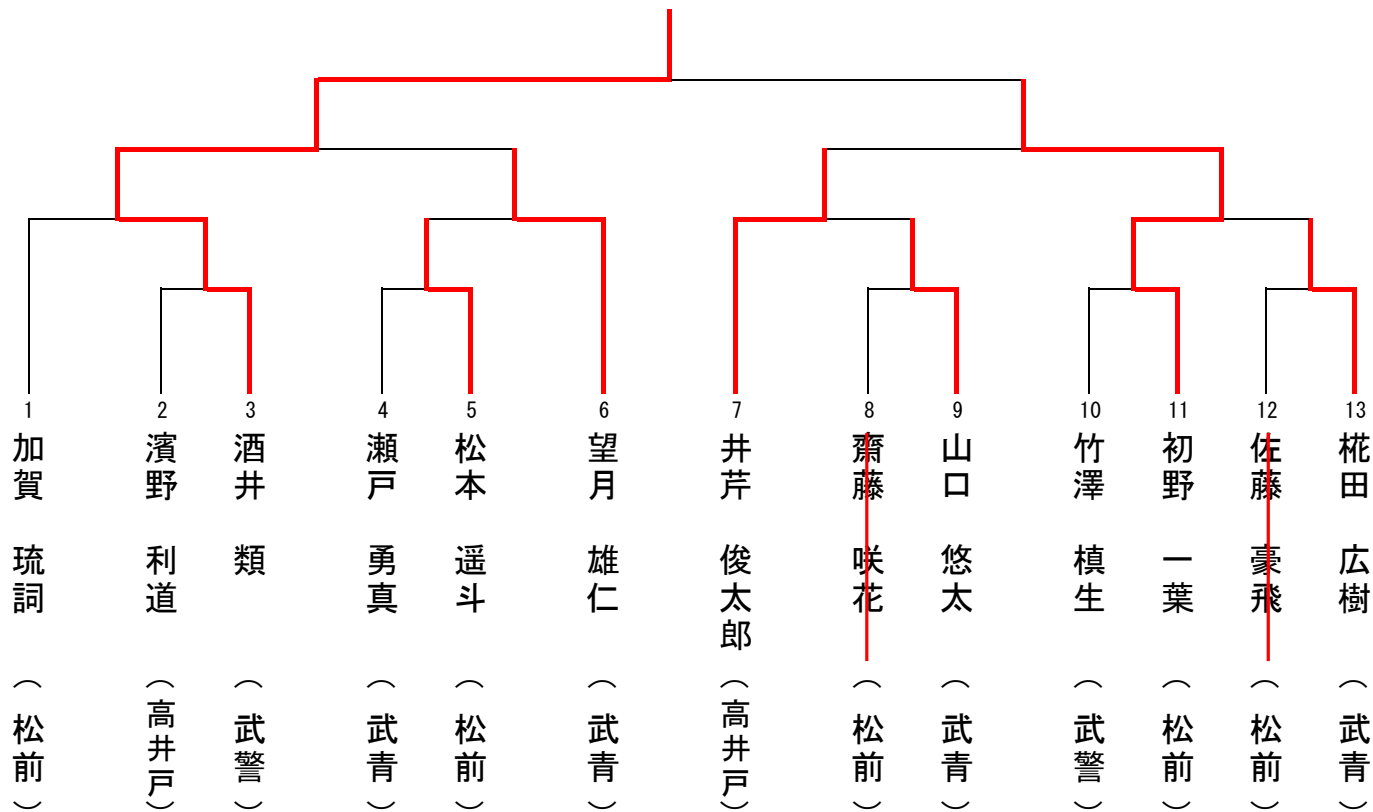 1
加賀 琉詞
（松前）
2
濱野 利道
（高井戸）
3
酒井 類
（武警）
4
瀬戸 勇真
（武青）
5
松本 遥斗
（松前）
6
望月 雄仁
（武青）
7
井芹 俊太郎
（高井戸）
8
齋藤 咲花
（松前）
9
山口 悠太
（武青）
10
竹澤 槙生
（武警）
11
初野 一葉
（松前）
12
佐藤 豪飛
（松前）
13
椛田 広樹
（武青）